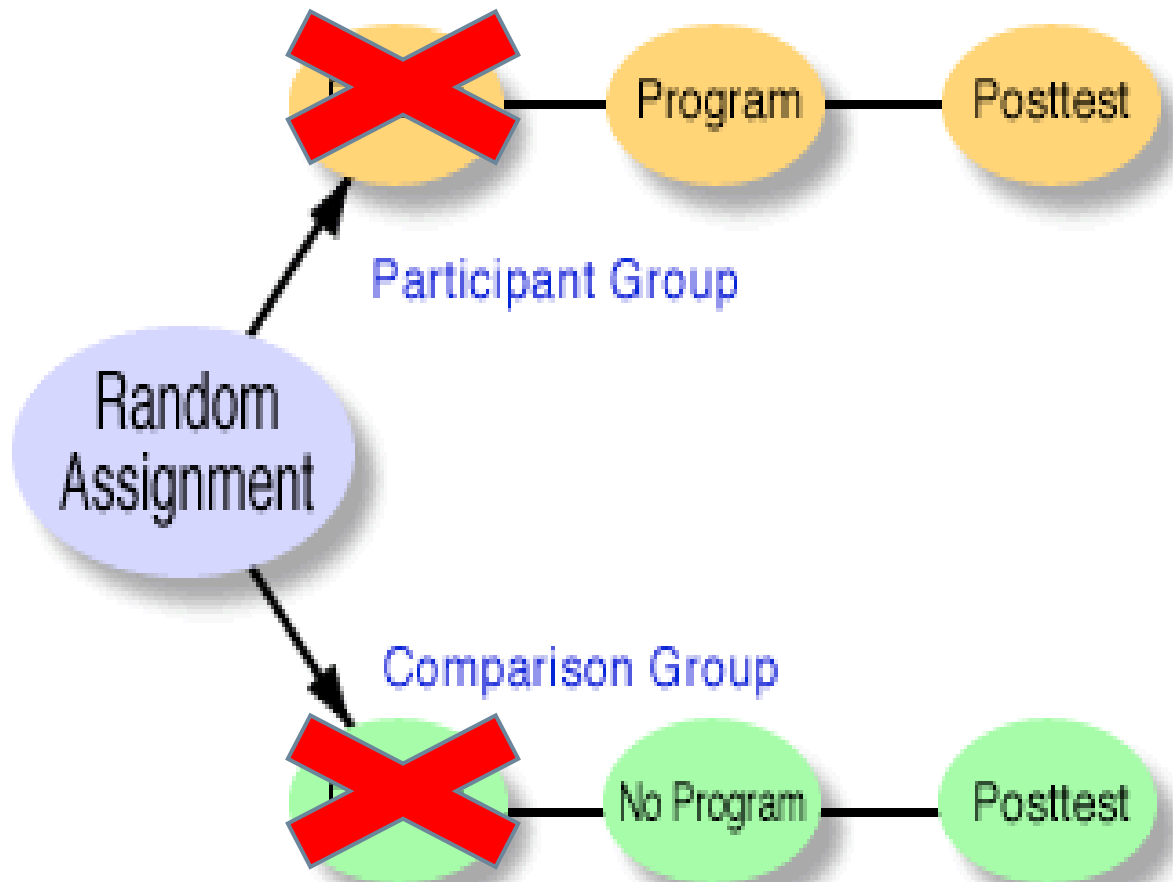 Program
Posttest
Participant Group
Random
Assignment
Comparison Group
No Program
Posttest